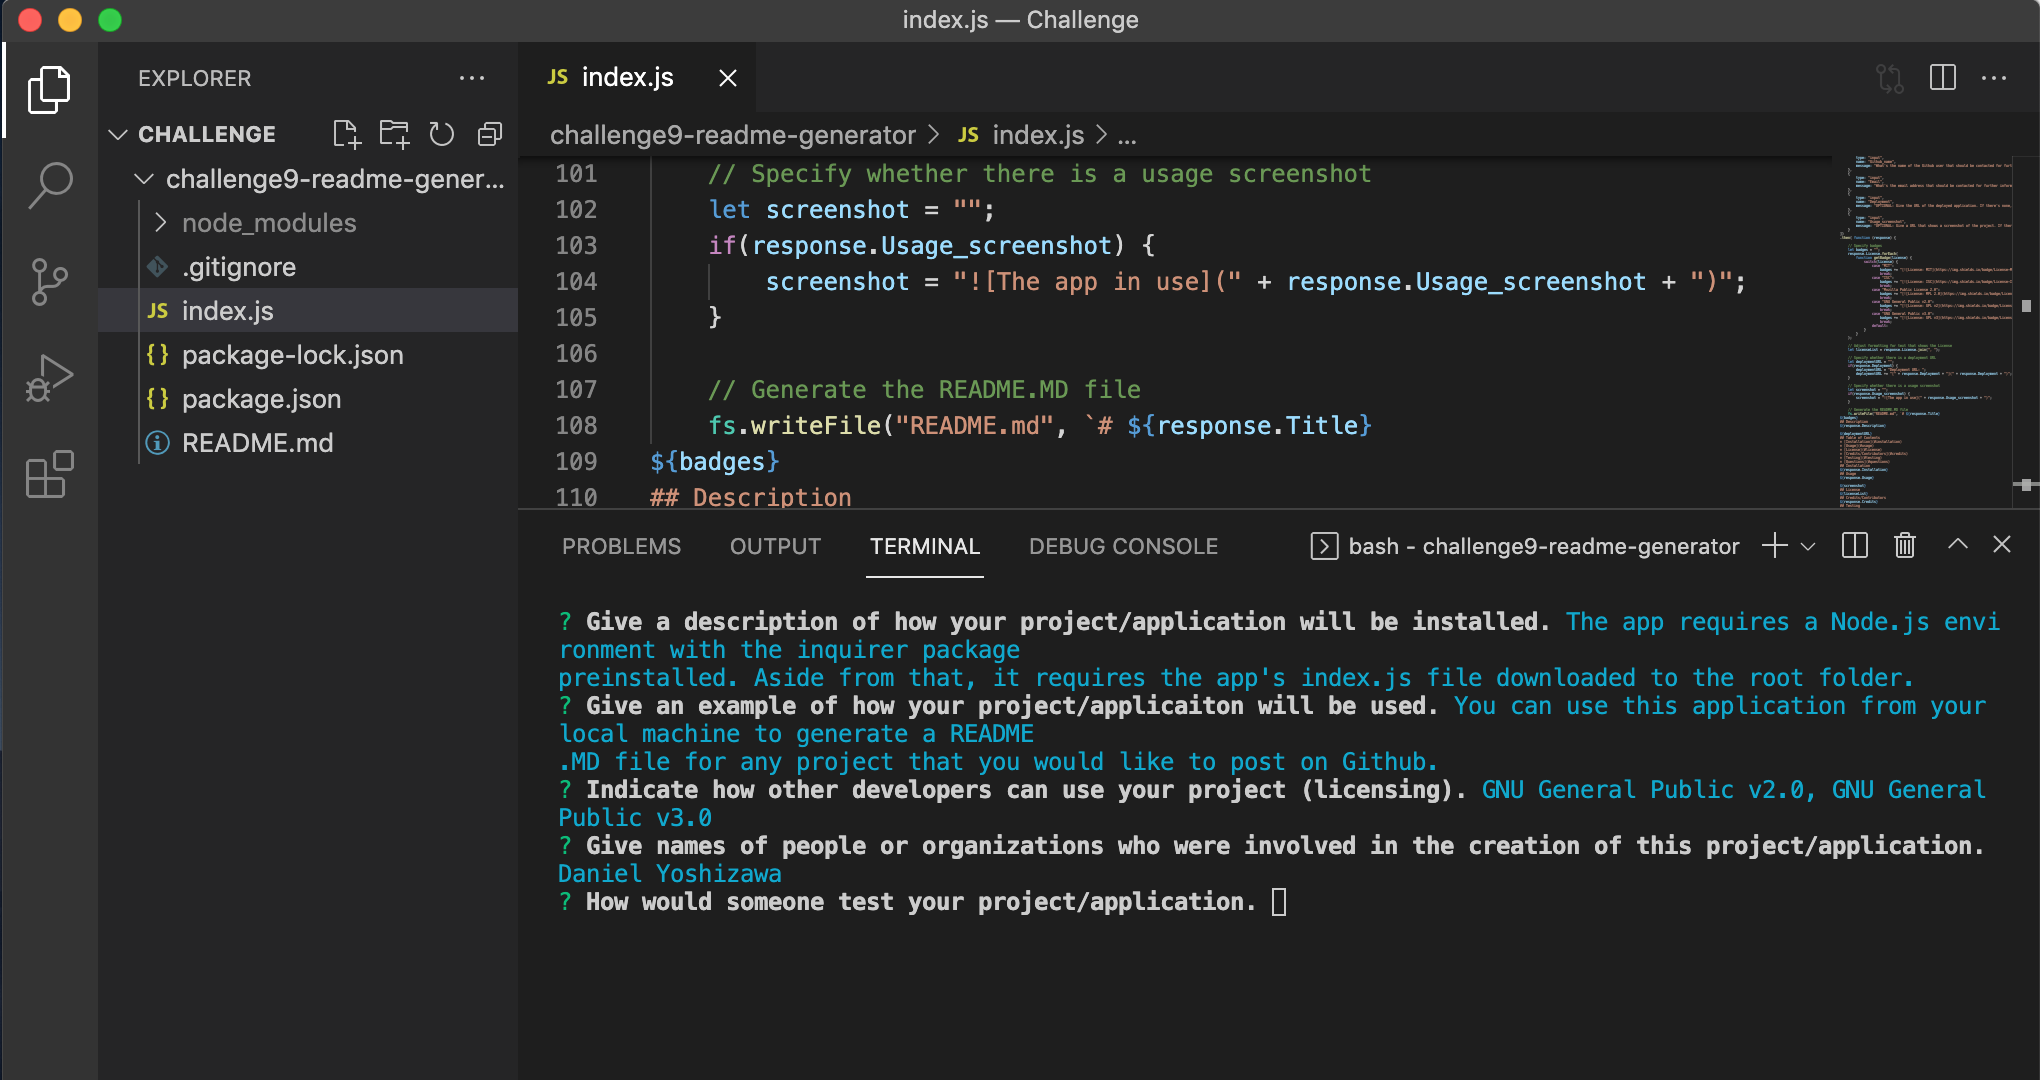 index.js — Challenge
EXPLORER
CHALLENGE
challenge9-readme-gener...
node_modules
.gitignore
JS index.js
{} package-lock.json
{} package.json
README.md
JS index.js
challenge9-readme-generator > JS index.js > ...
101 // Specify whether there is a usage screenshot
102 let screenshot = "";
103 if(response.Usage_screenshot) {
104 screenshot = "![The app in use](" + response.Usage_screenshot + ")";
105 }
106
107 // Generate the README.MD file
108 fs.writeFile("README.md", `# ${response.Title}
109 ${badges}
110 ## Description
PROBLEMS OUTPUT TERMINAL DEBUG CONSOLE bash - challenge9-readme-generator
? Give a description of how your project/application will be installed. The app requires a Node.js envi
ronment with the inquirer package
preinstalled. Aside from that, it requires the app's index.js file downloaded to the root folder.
? Give an example of how your project/applicaiton will be used. You can use this application from your
local machine to generate a README
.MD file for any project that you would like to post on Github.
? Indicate how other developers can use your project (licensing). GNU General Public v2.0, GNU General
Public v3.0
? Give names of people or organizations who were involved in the creation of this project/application.
Daniel Yoshizawa
? How would someone test your project/application.